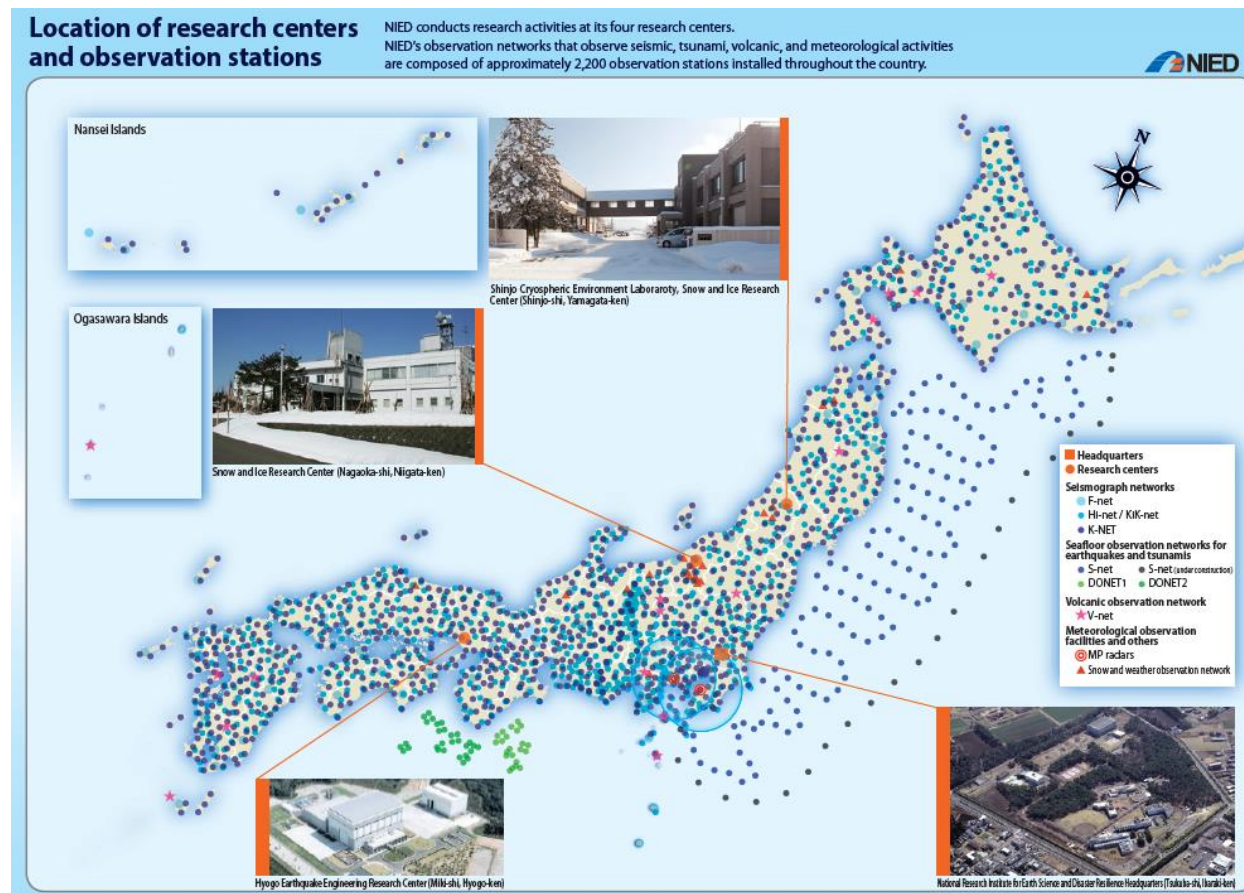 Location of research centers
and observation stations
NIED conducts research activities at its four research centers.
NIED's observation networks that observe seismic, tsunami, volcanic, and meteorological activities
are composed of approximately 2,200 observation stations installed throughout the country.
NIED
Nansei Islands
N
Shinjo Cryospheric Environment Laboraroty, Snow and Ice Research
Center (Shinjo-shi, Yamagata-ken)
Ogasawara Islands
Snow and Ice Research Center (Nagaoka-shi, Niigata-ken)
Headquarters
Research centers
Seismograph networks
F-net
Hi-net / KiK-net
K-NET
Seafloor observation networks for
earthquakes and tsunamis
S-net S-net (undar construction)
DONET1 DONET2
Volcanic observation network
V-net
Meteorological observation
facilities and others
MP radars
Snow and weather observation network
Hyogo Earthquake Engineering Research Center (Miki-shi, Hyogo-ken)
National Research Institute for Earth Science and Disaster Resilience Headquarters (Tsukuba-shi, Ibaraki-ken)